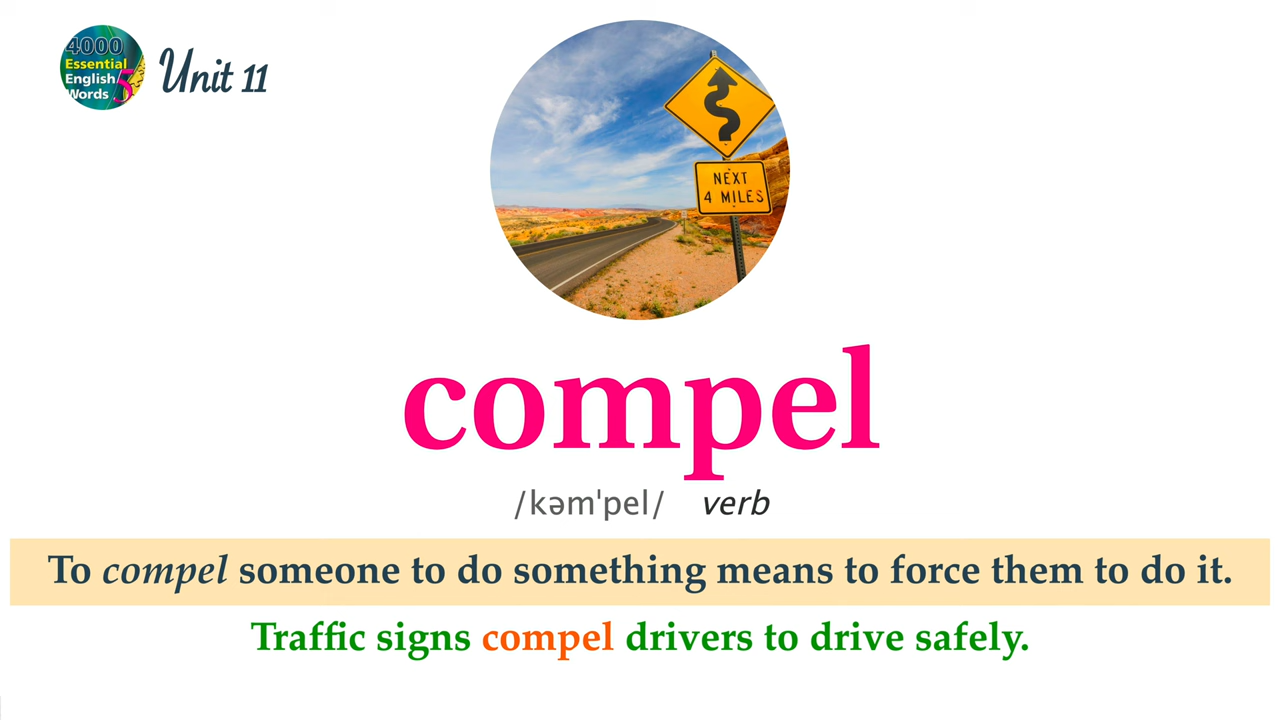 4000
Essential
English
Words 5
Unit 11
NEXT
4 MILES
compel
/kəmˈpel/ verb
To compel someone to do something means to force them to do it.
Traffic signs compel drivers to drive safely.